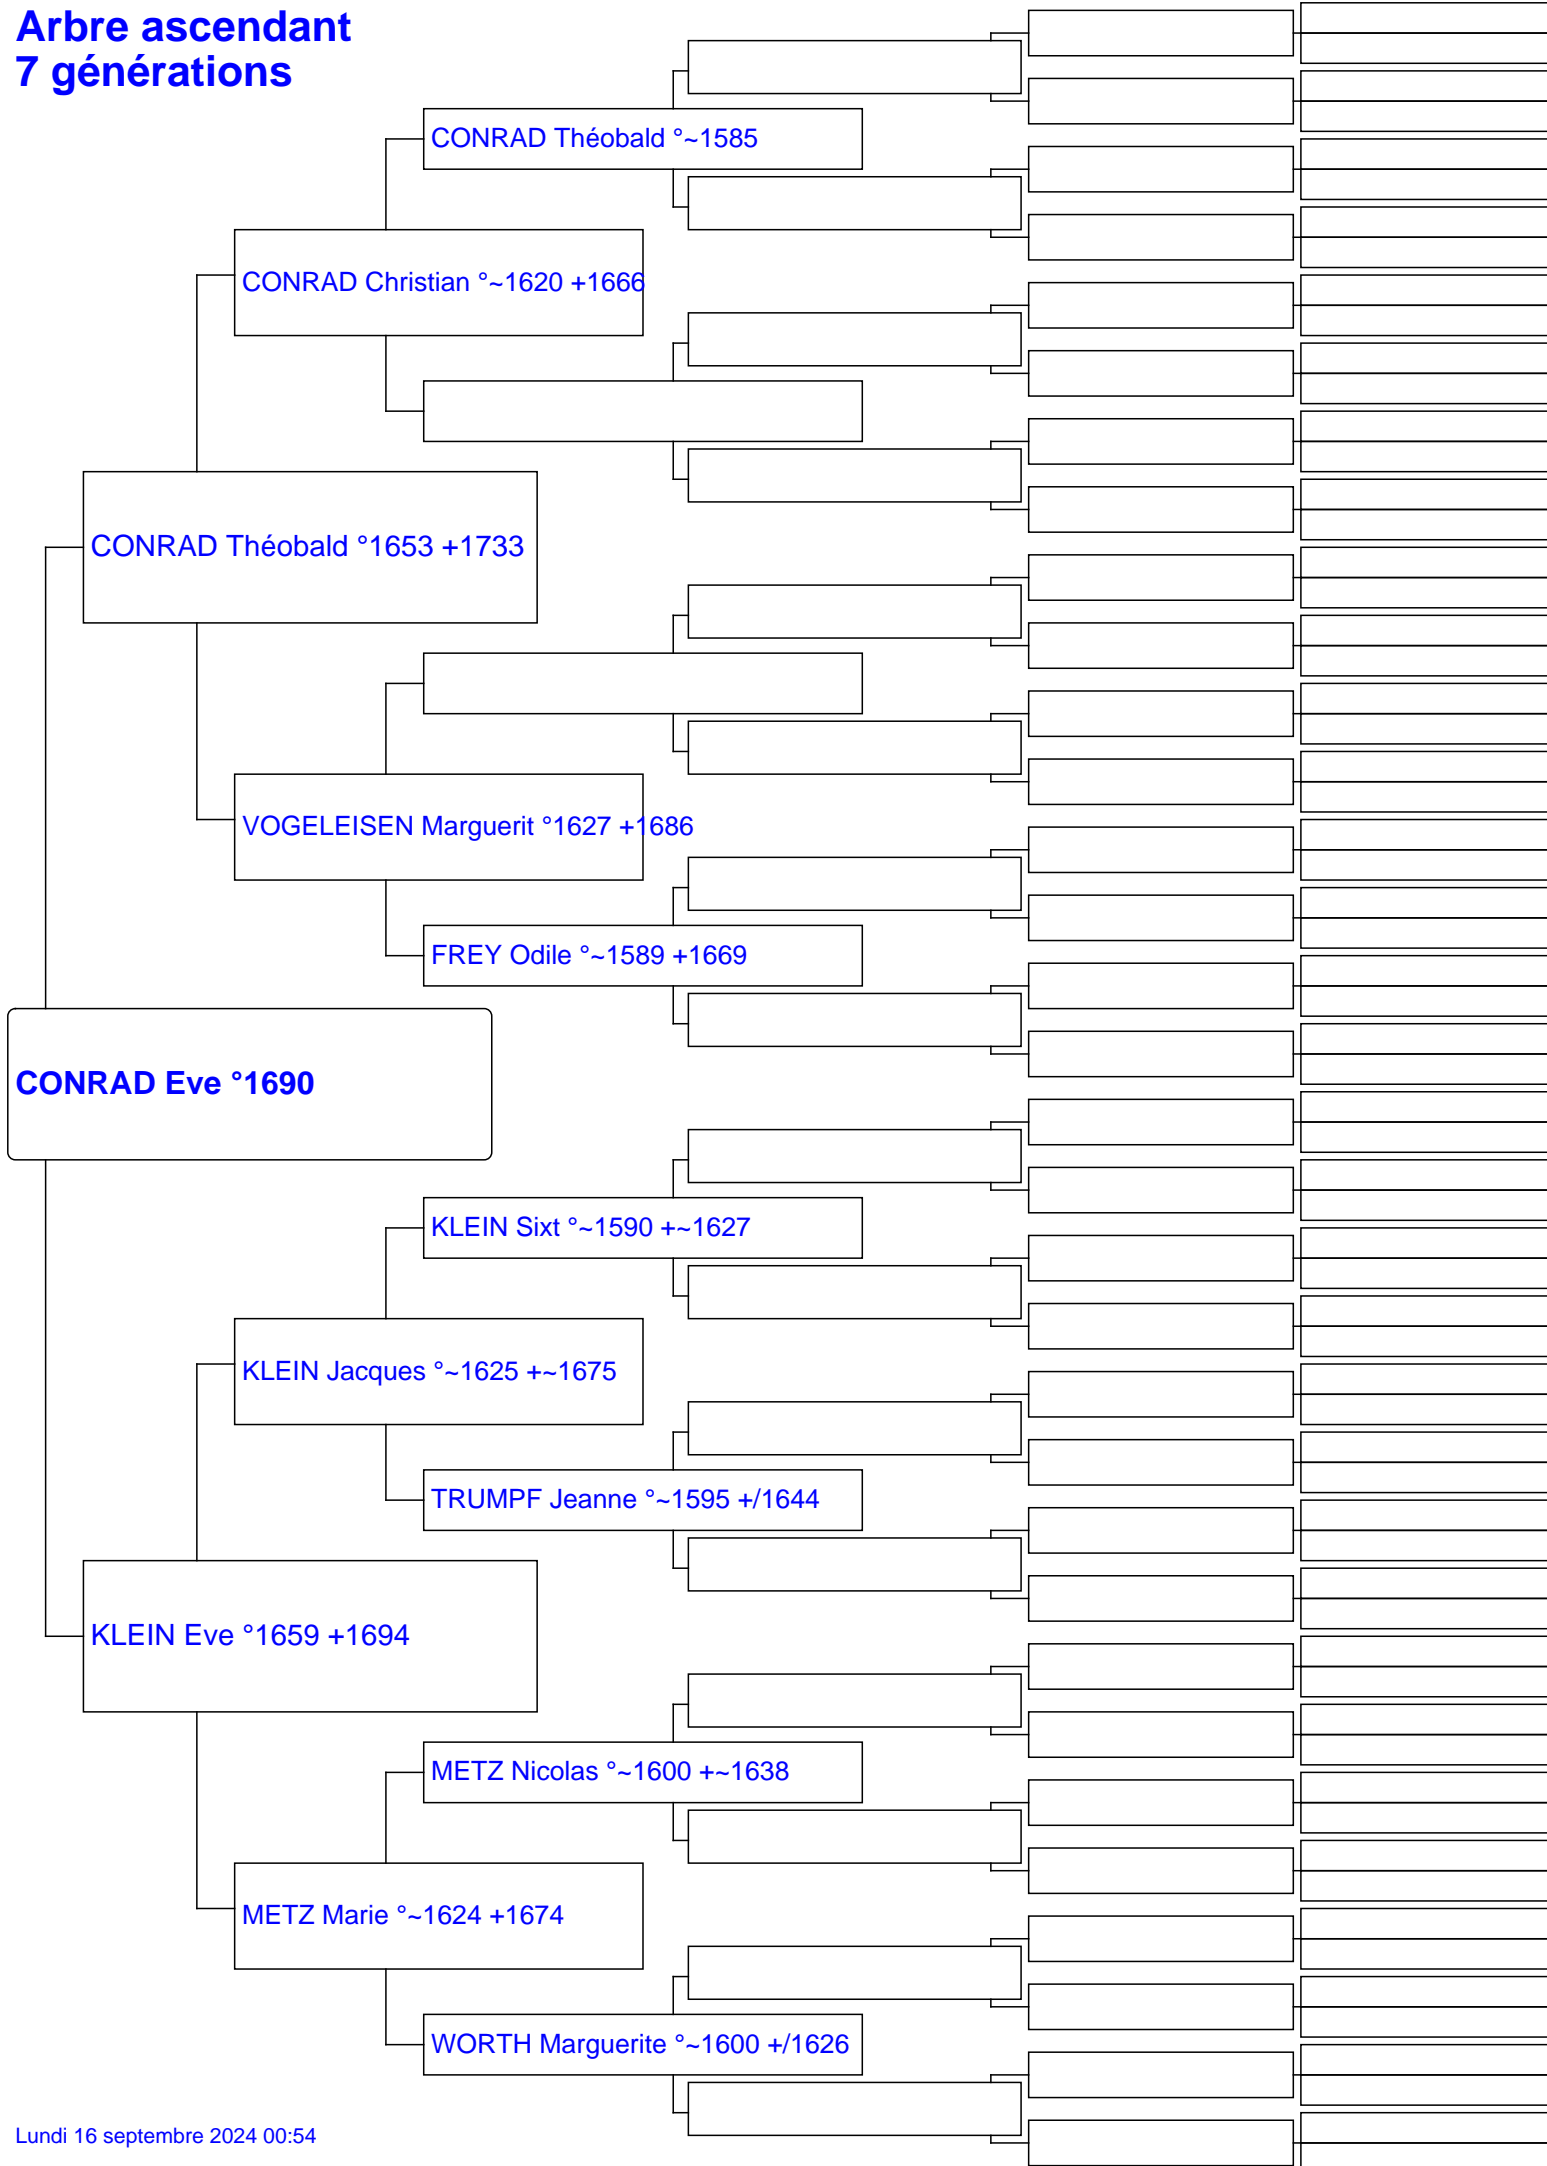 Arbre ascendant
7 générations
CONRAD Théobald °~1585
CONRAD Christian °~1620 +1666
CONRAD Théobald °1653 +1733
VOGELEISEN Marguerit °1627 +1686
FREY Odile °~1589 +1669
CONRAD Eve °1690
KLEIN Sixt °~1590 +~1627
KLEIN Jacques °~1625 +~1675
TRUMPF Jeanne °~1595 +/1644
KLEIN Eve °1659 +1694
METZ Nicolas °~1600 +~1638
METZ Marie °~1624 +1674
WORTH Marguerite °~1600 +/1626
Lundi 16 septembre 2024 00:54